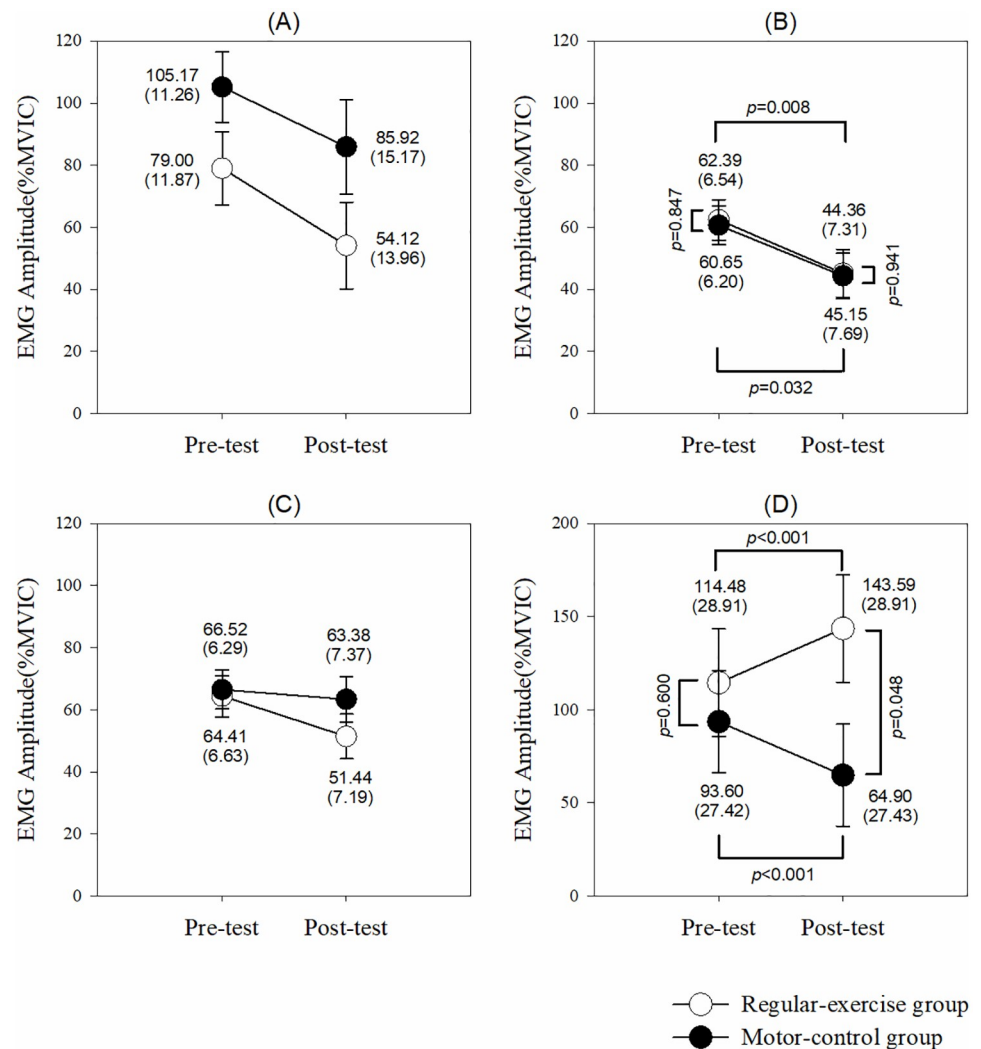 (A)
EMG Amplitude(%MVIC)
120
100
80
60
40
20
0
105.17
(11.26)
79.00
(11.87)
85.92
(15.17)
54.12
(13.96)
Pre-test
Post-test
(B)
EMG Amplitude(%MVIC)
120
100
80
60
40
20
0
p=0.008
62.39
(6.54)
p=0.847
44.36
(7.31)
p=0.941
60.65
(6.20)
45.15
(7.69)
p=0.032
Pre-test
Post-test
(C)
EMG Amplitude(%MVIC)
120
100
80
60
40
20
0
66.52
(6.29)
63.38
(7.37)
64.41
(6.63)
51.44
(7.19)
Pre-test
Post-test
(D)
EMG Amplitude(%MVIC)
200
150
100
50
0
p<0.001
114.48
(28.91)
143.59
(28.91)
p=0.600
p=0.048
93.60
(27.42)
64.90
(27.43)
p<0.001
Pre-test
Post-test
Regular-exercise group
Motor-control group